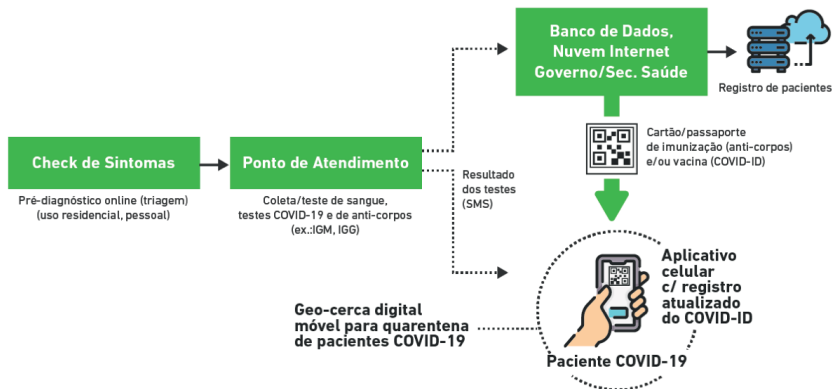 Banco de Dados,
Nuvem Internet
Governo/Sec. Saúde
Registro de pacientes
Cartão/passaporte
de imunização (anti-corpos)
e/ou vacina (COVID-ID)
Check de Sintomas
Pré-diagnóstico online (triagem)
(uso residencial, pessoal)
Ponto de Atendimento
Coleta/teste de sangue,
testes COVID-19 e de anti-corpos
(ex.:IGM, IGG)
Resultado
dos testes
(SMS)
Aplicativo
celular
c/ registro
atualizado
do COVID-ID
Geo-cerca digital
móvel para quarentena
de pacientes COVID-19
Paciente COVID-19